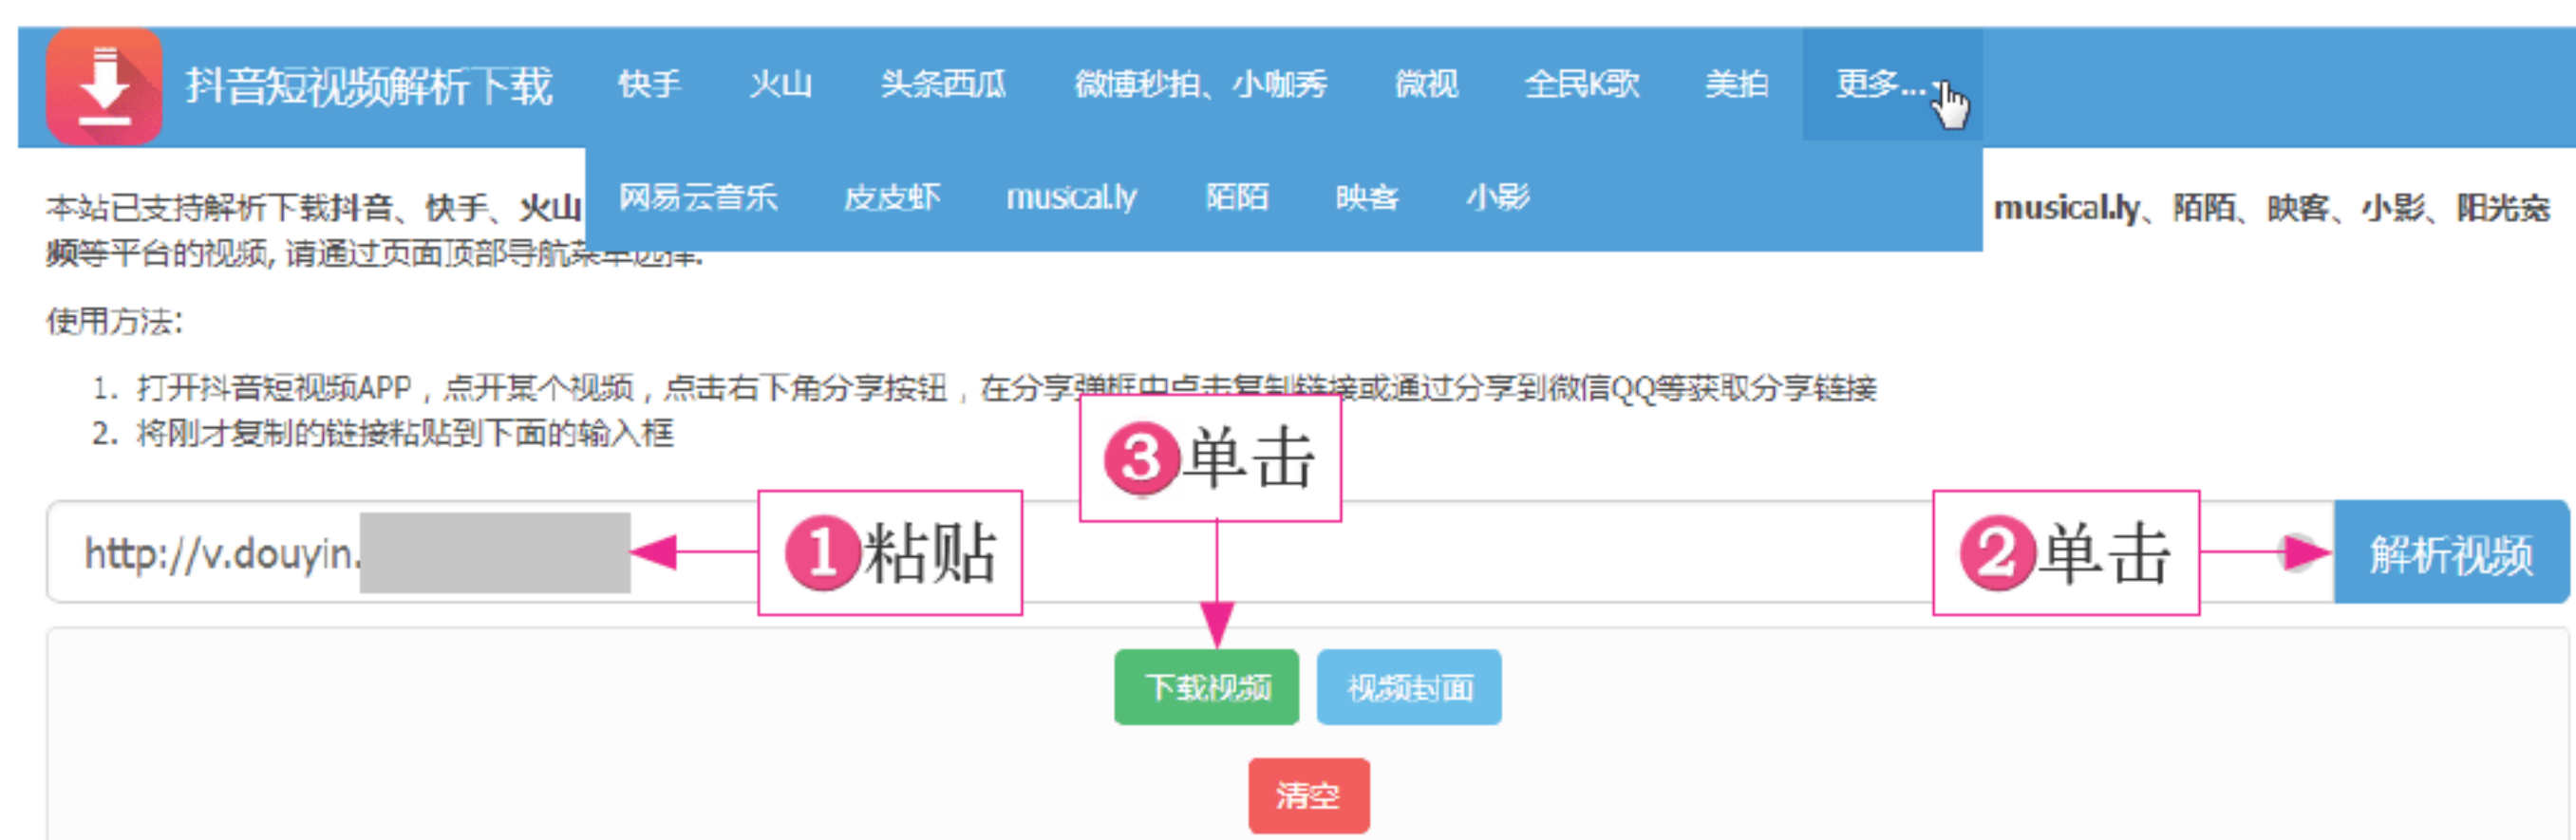 抖音短视频解析下载 快手 火山 头条西瓜 微博秒拍、小咖秀 微视 全民K歌 美拍 更多...
网易云音乐 皮皮虾 musical.ly 陌陌 映客 小影
本站已支持解析下载抖音、快手、火山 musical.ly、陌陌、映客、小影、阳光宽
频等平台的视频, 请通过页面顶部导航菜单选择.
使用方法:
1. 打开抖音短视频APP，点开某个视频，点击右下角分享按钮，在分享弹框中点击复制链接或通过分享到微信QQ等获取分享链接
2. 将刚才复制的链接粘贴到下面的输入框
3单击
http://v.douyin. 1粘贴 2单击 解析视频
下载视频 视频封面
清空